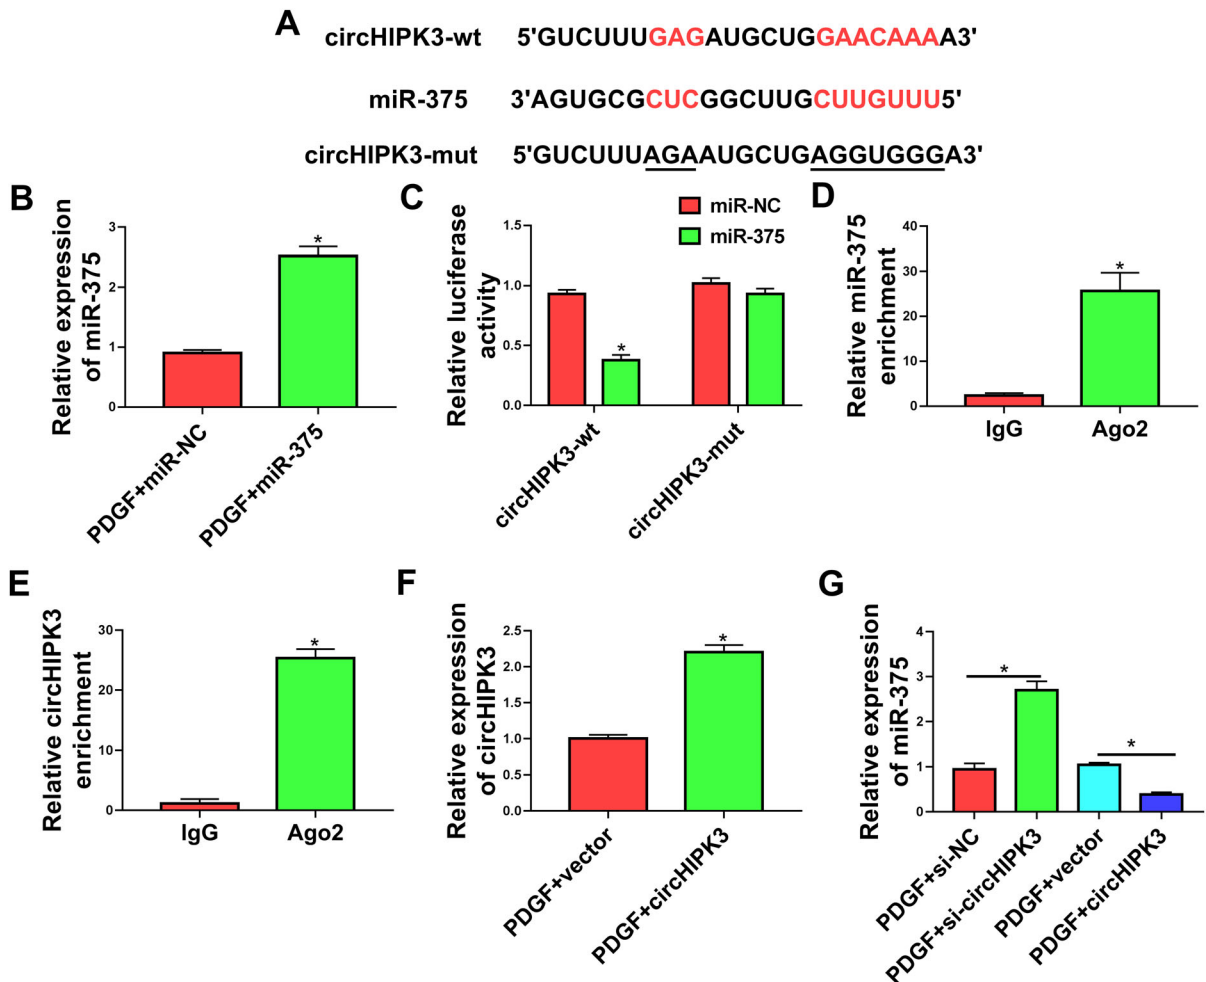 A
circHIPK3-wt 5'GUCUUUGAGAUGCUGGAACAAAA3'
miR-375 3'AGUGCGCUCGGCUUGCUUGUUU5'
circHIPK3-mut 5'GUCUUUAGAAUGCUGAGGUGGGA3'
B
Relative expression
of miR-375
3
2
1
0
*
PDGF+miR-NC
PDGF+miR-375
C
Relative luciferase
activity
miR-NC
miR-375
1.5
1.0
0.5
0.0
*
circHIPK3-wt
circHIPK3-mut
D
Relative miR-375
enrichment
40
30
20
10
0
*
IgG
Ago2
E
Relative circHIPK3
enrichment
30
20
10
0
*
IgG
Ago2
F
Relative expression
of circHIPK3
2.5
2.0
1.5
1.0
0.5
0.0
*
PDGF+vector
PDGF+circHIPK3
G
Relative expression
of miR-375
4
3
2
1
0
*
*
PDGF+si-NC
PDGF+si-circHIPK3
PDGF+vector
PDGF+circHIPK3